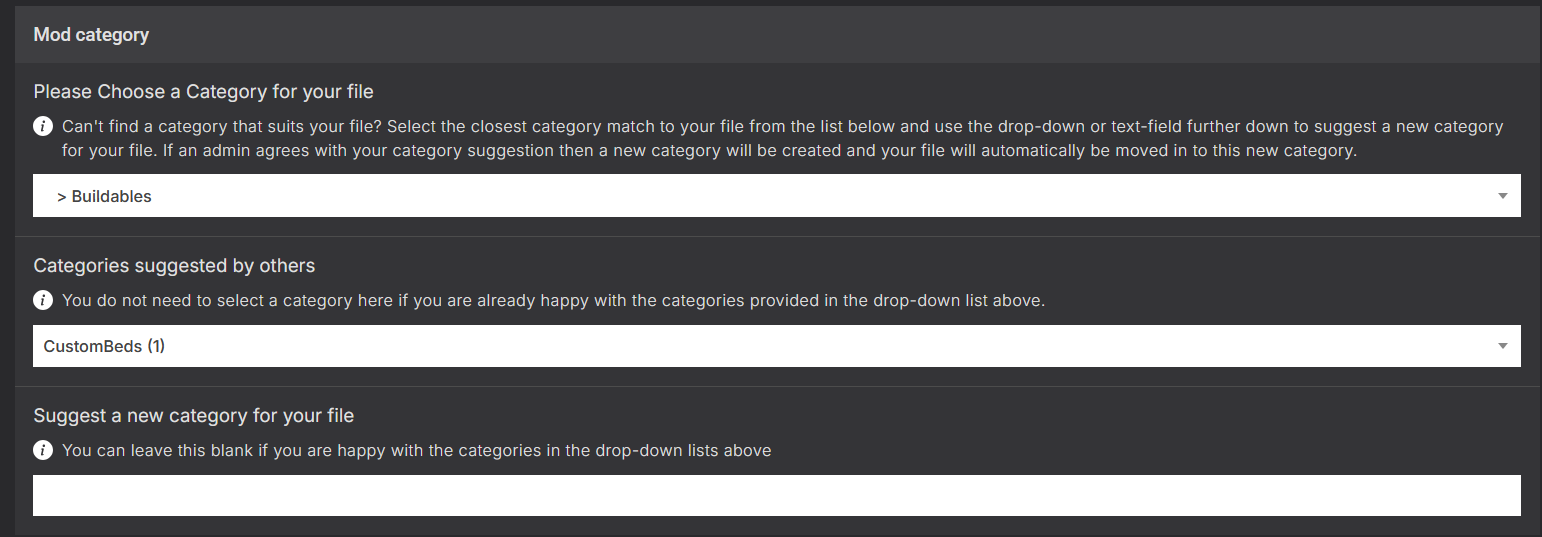 Mod category
Please Choose a Category for your file
i Can't find a category that suits your file? Select the closest category match to your file from the list below and use the drop-down or text-field further down to suggest a new category
for your file. If an admin agrees with your category suggestion then a new category will be created and your file will automatically be moved in to this new category.
> Buildables
Categories suggested by others
i You do not need to select a category here if you are already happy with the categories provided in the drop-down list above.
CustomBeds (1)
Suggest a new category for your file
i You can leave this blank if you are happy with the categories in the drop-down lists above